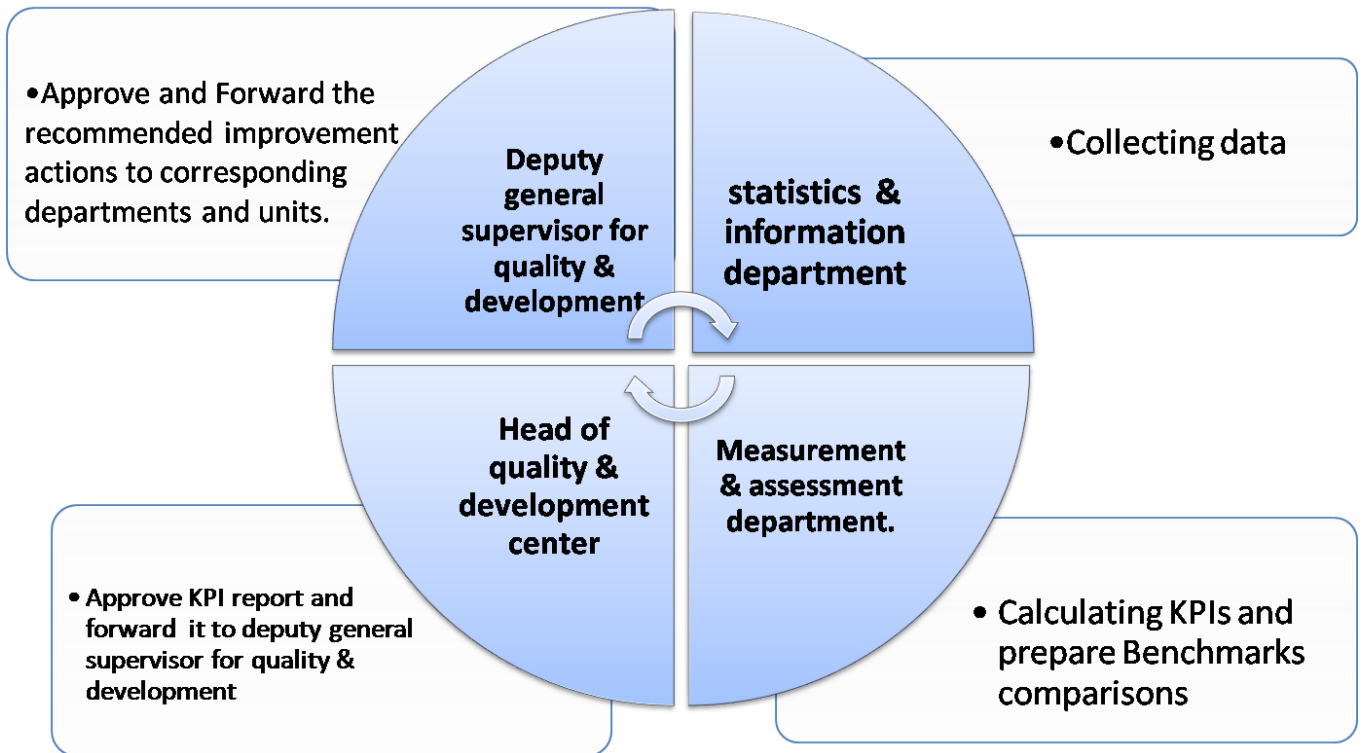 •Approve and Forward the
recommended improvement
actions to corresponding
departments and units.
Deputy
general
supervisor for
quality &
development
statistics &
information
department
•Collecting data
Head of
quality &
development
center
Measurement
& assessment
department.
• Approve KPI report and
forward it to deputy general
supervisor for quality &
development
• Calculating KPIs and
prepare Benchmarks
comparisons